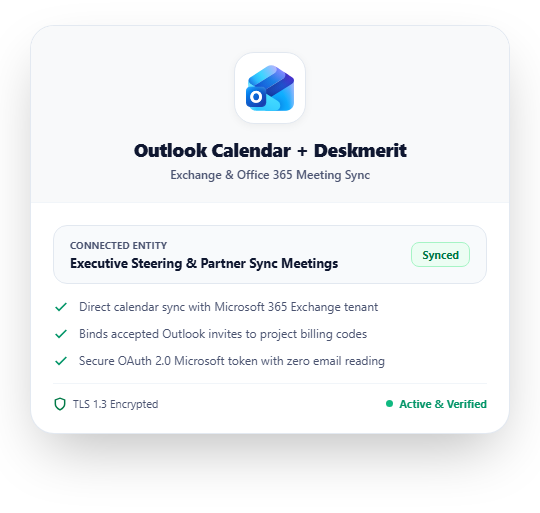 Outlook Calendar + Deskmerit
Exchange & Office 365 Meeting Sync
CONNECTED ENTITY
Executive Steering & Partner Sync Meetings
Synced
Direct calendar sync with Microsoft 365 Exchange tenant
Binds accepted Outlook invites to project billing codes
Secure OAuth 2.0 Microsoft token with zero email reading
TLS 1.3 Encrypted
Active & Verified